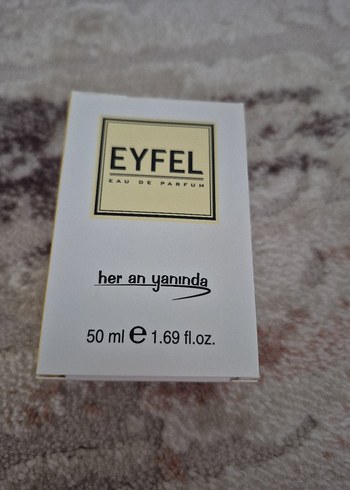 EYFEL
EAU DE PARFUM
her an yanında
50 ml e 1.69 fl.oz.